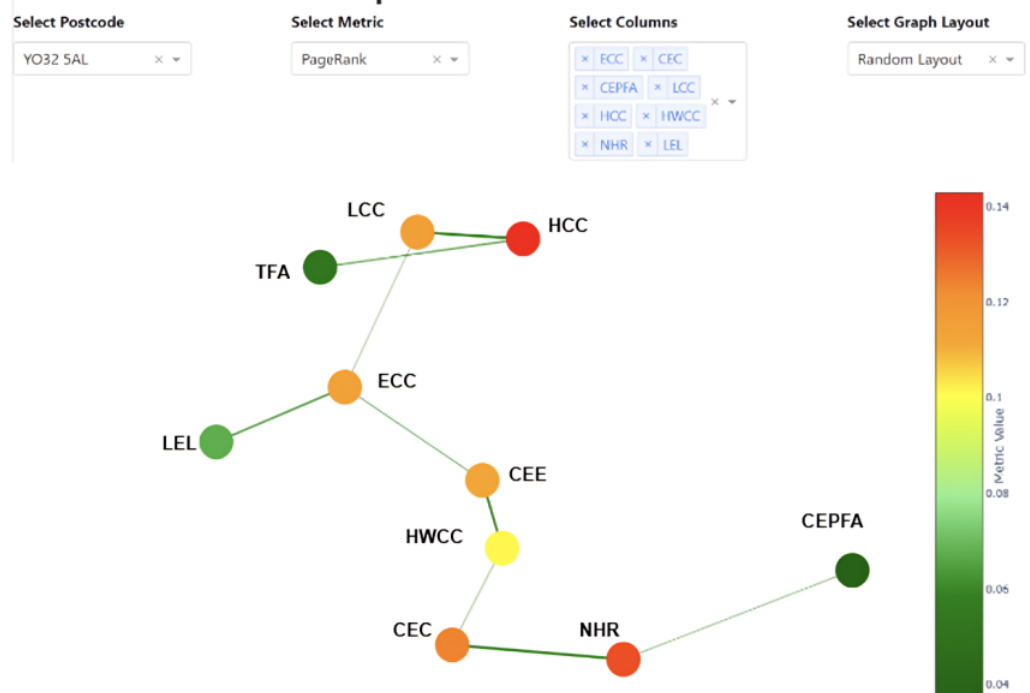 Select Postcode
Select Metric
Select Columns
Select Graph Layout
YO32 5AL × 
PageRank ×
× ECC × CEC
× CEPFA × LCC
× HCC × HWCC
× NHR × LEL
×
Random Layout ×
LCC
HCC
TFA
ECC
LEL
CEE
HWCC
CEPFA
CEC
NHR
0.14
0.12
0.1
0.08
0.06
0.04
Metric Value